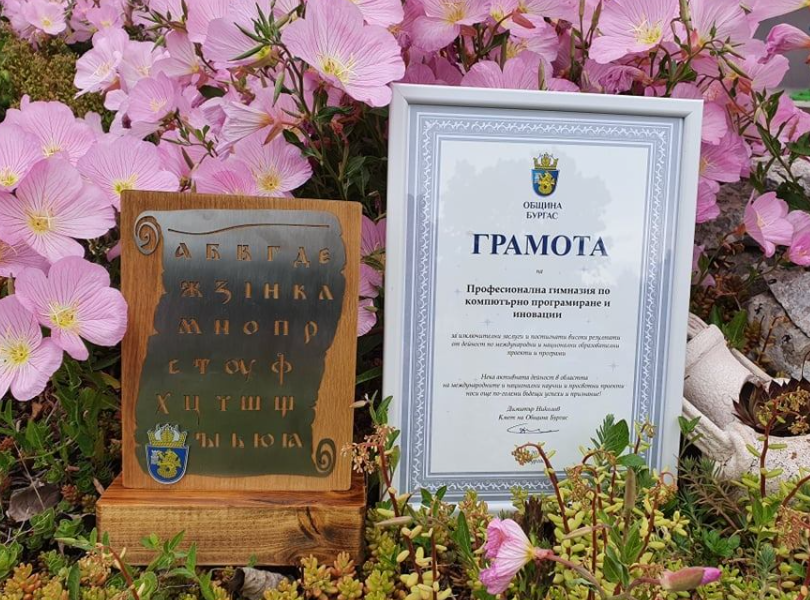 А Б В Г Д Е
Ж Ꙁ І Н К Л
М Н О П Р
С Т ОУ Ф
Х Ц Ч Ш Щ
Ъ Ь Ю Ꙗ
ОБЩИНА
БУРГАС
ГРАМОТА
на
Професионална гимназия по
компютърно програмиране и
иновации
за изключителни заслуги и постигнати високи резултати
от дейност по международни и национални образователни
проекти и програми
Нека активната дейност в областта
на международните и национални научни и просветни проекти
носи още по-големи бъдещи успехи и признание!
Димитър Николов
Кмет на Община Бургас